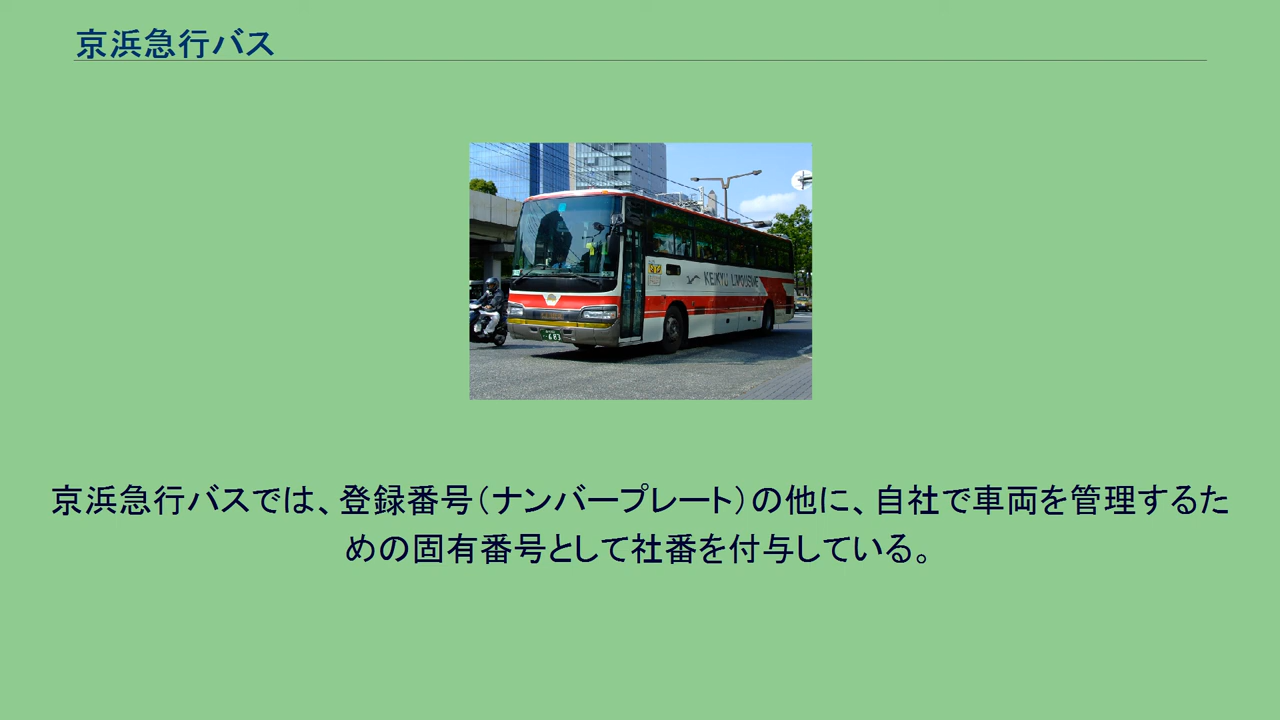 京浜急行バス
KEIKYU LIMOUSINE
683
京浜急行バスでは、登録番号（ナンバープレート）の他に、自社で車両を管理するた
めの固有番号として社番を付与している。